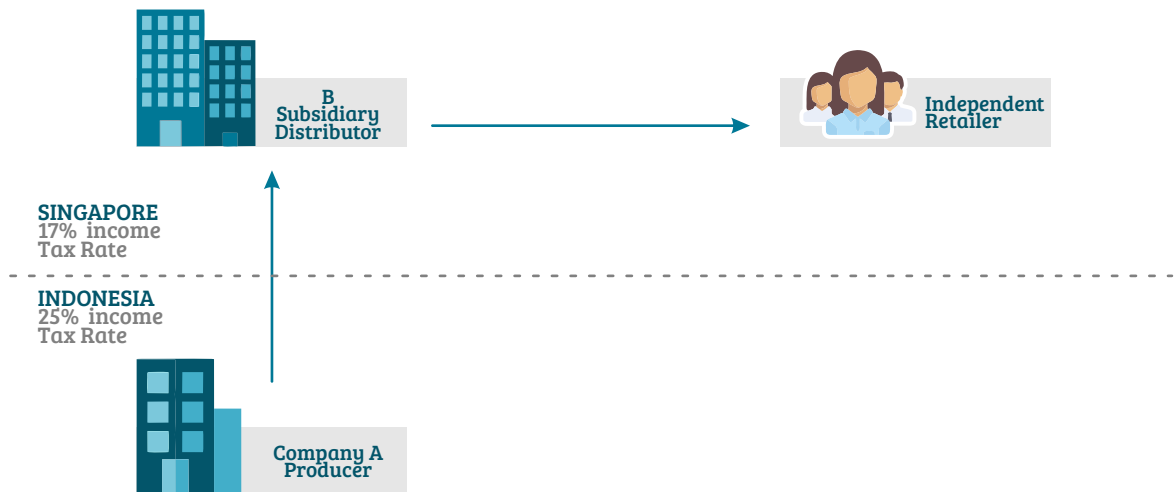 B
Subsidiary
Distributor
Independent
Retailer
SINGAPORE
17% income
Tax Rate
INDONESIA
25% income
Tax Rate
Company A
Producer